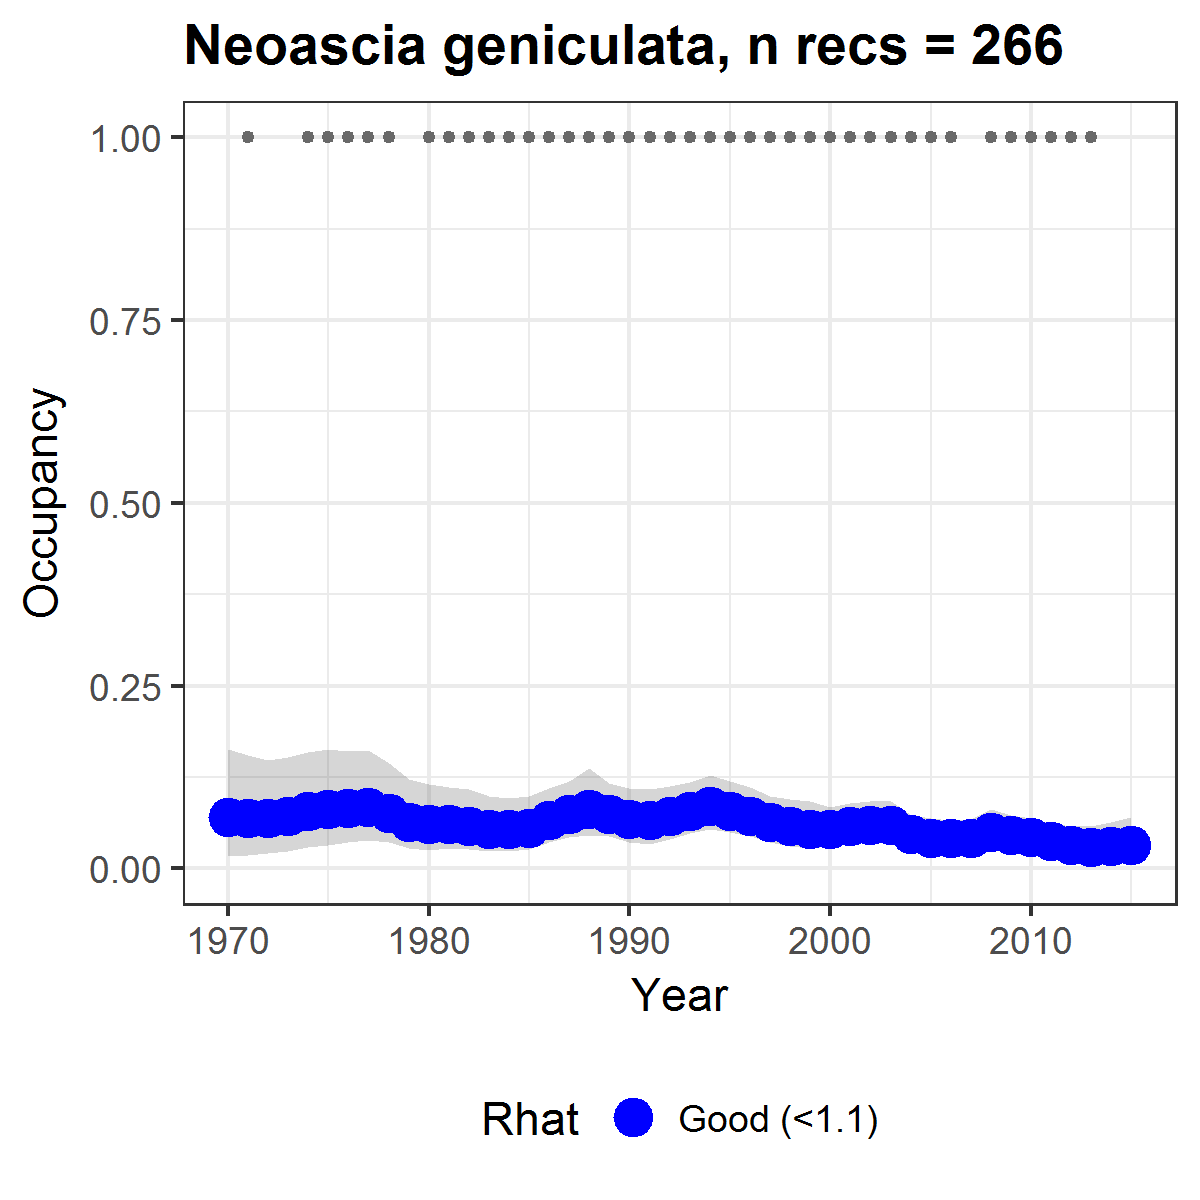 Neoascia geniculata, n recs = 266
1.00
0.75
0.50
0.25
0.00
Occupancy
1970 1980 1990 2000 2010
Year
Rhat Good (<1.1)